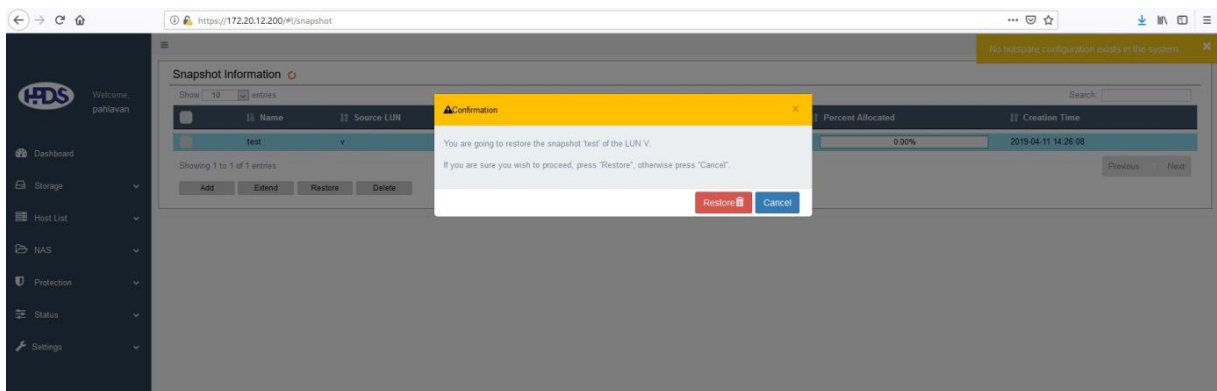 https://172.20.12.200/#!/snapshot
No hotspare configuration exists in the system.
HPDS
Welcome,
pahlavan
Dashboard
Storage
Host List
NAS
Protection
Status
Settings
Snapshot Information
Show 10 entries
Search:
Name Source LUN Percent Allocated Creation Time
test v 0.00% 2019-04-11 14:26:08
Showing 1 to 1 of 1 entries
Previous 1 Next
Add Extend Restore Delete
Confirmation
You are going to restore the snapshot 'test' of the LUN V.
If you are sure you wish to proceed, press "Restore", otherwise press "Cancel".
Restore Cancel